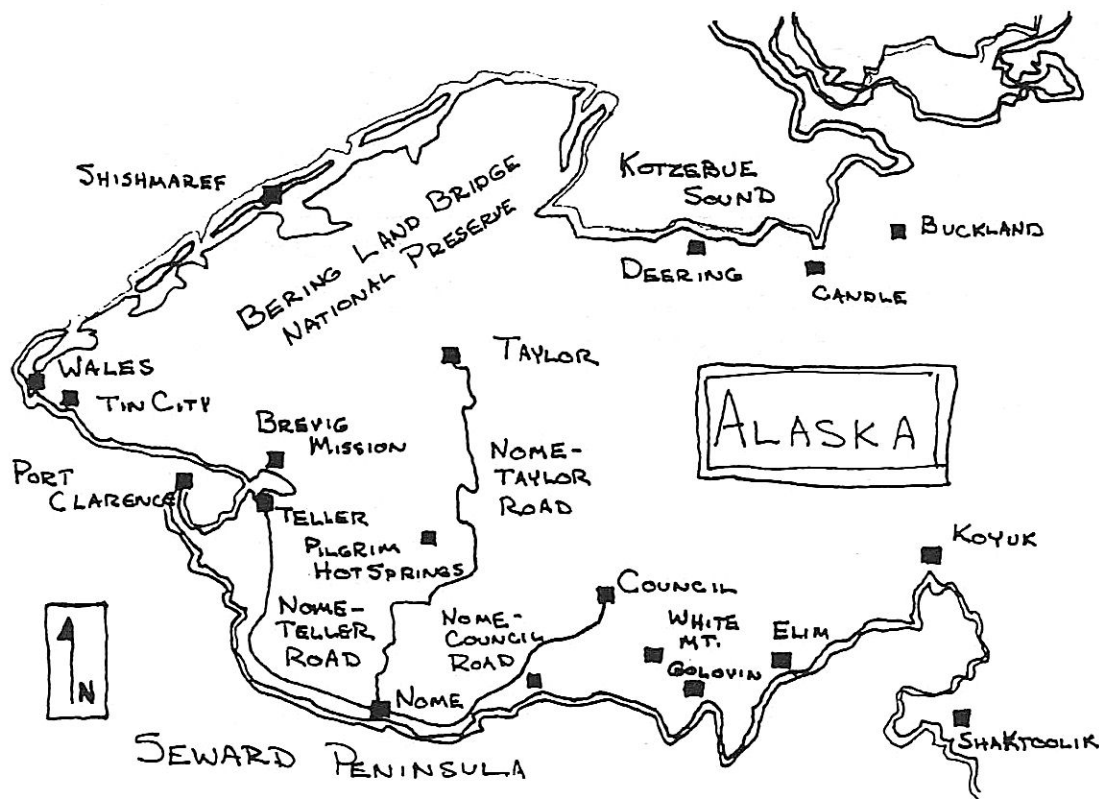 SHISHMAREF
KOTZEBUE
SOUND
BERING LAND BRIDGE
NATIONAL PRESERVE
BUCKLAND
DEERING
CANDLE
WALES
TIN CITY
TAYLOR
ALASKA
BREVIG
MISSION
NOME-
TAYLOR
ROAD
PORT
CLARENCE
TELLER
PILGRIM
HOT SPRINGS
KOYUK
COUNCIL
NOME-
TELLER
ROAD
NOME-
COUNCIL
ROAD
WHITE
MT.
ELIM
GOLOVIN
N
NOME
SHAKTOOLIK
SEWARD PENINSULA